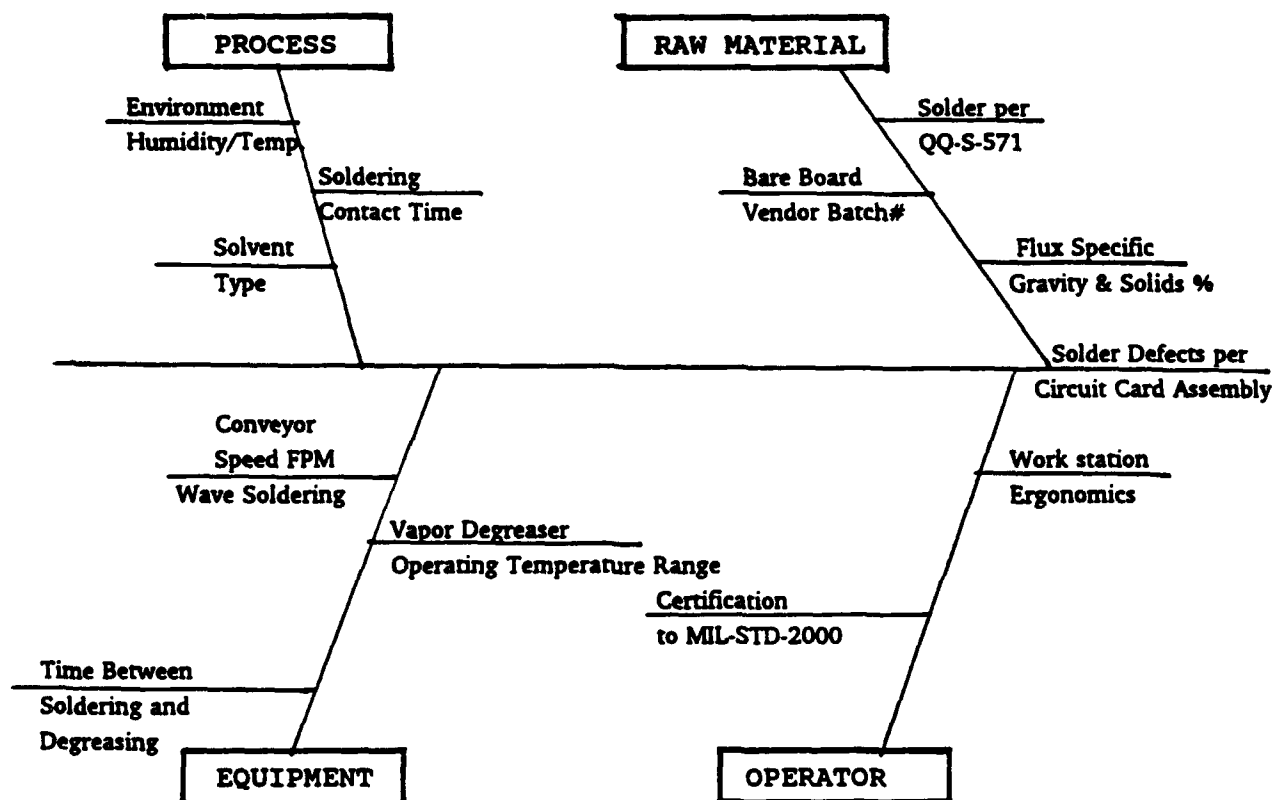 PROCESS
RAW MATERIAL
Environment
Humidity/Temp.
Soldering
Contact Time
Solvent
Type
Solder per
QQ-S-571
Bare Board
Vendor Batch#
Flux Specific
Gravity & Solids %
Solder Defects per
Circuit Card Assembly
Conveyor
Speed FPM
Wave Soldering
Vapor Degreaser
Operating Temperature Range
Time Between
Soldering and
Degreasing
Work station
Ergonomics
Certification
to MIL-STD-2000
EQUIPMENT
OPERATOR